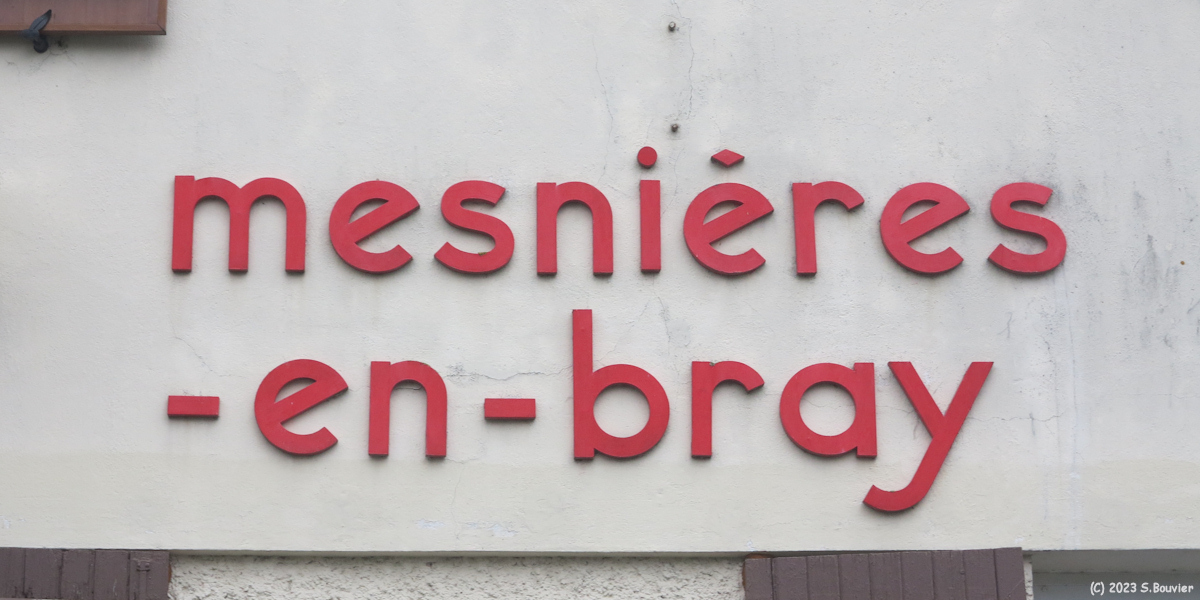 mesnières
-en-bray
(C) 2023 S.Bouvier